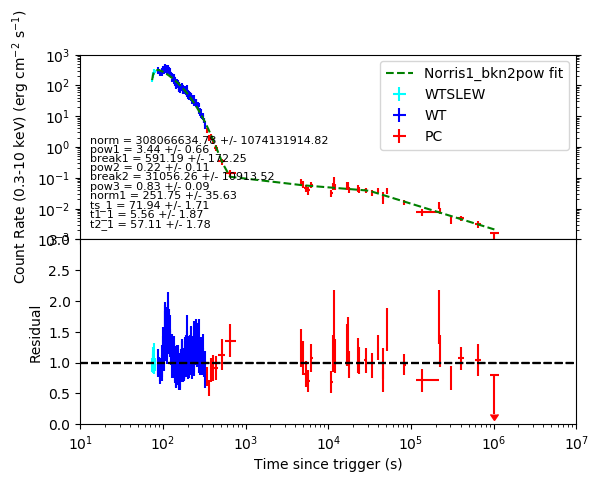 Count Rate (0.3-10 keV) (erg cm⁻² s⁻¹)
10³
10²
10¹
10⁰
10⁻¹
10⁻²
10⁻³
Norris1_bkn2pow fit
WTSLEW
WT
PC
norm = 308066634.78 +/- 1074131914.82
pow1 = 3.44 +/- 0.66
break1 = 591.19 +/- 172.25
pow2 = 0.22 +/- 0.11
break2 = 31056.26 +/- 10913.52
pow3 = 0.83 +/- 0.09
norm1 = 251.75 +/- 35.63
ts_1 = 71.94 +/- 1.71
t1_1 = 5.56 +/- 1.87
t2_1 = 57.11 +/- 1.78
Residual
3.0
2.5
2.0
1.5
1.0
0.5
0.0
10¹ 10² 10³ 10⁴ 10⁵ 10⁶ 10⁷
Time since trigger (s)